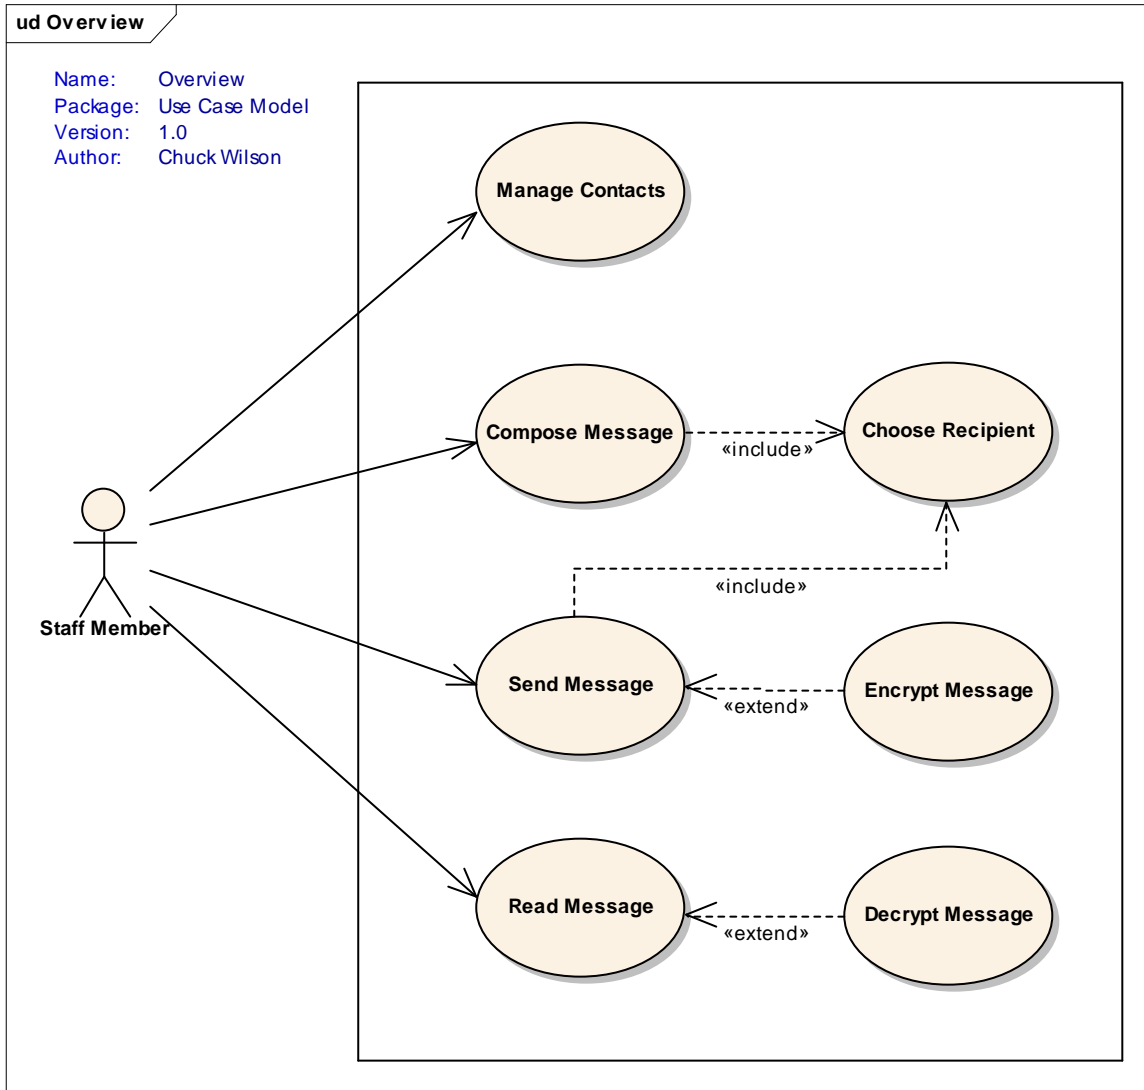 ud Overview
Name: Overview
Package: Use Case Model
Version: 1.0
Author: Chuck Wilson
Manage Contacts
Compose Message
«include»
Choose Recipient
«include»
Staff Member
Send Message
«extend»
Encrypt Message
Read Message
«extend»
Decrypt Message